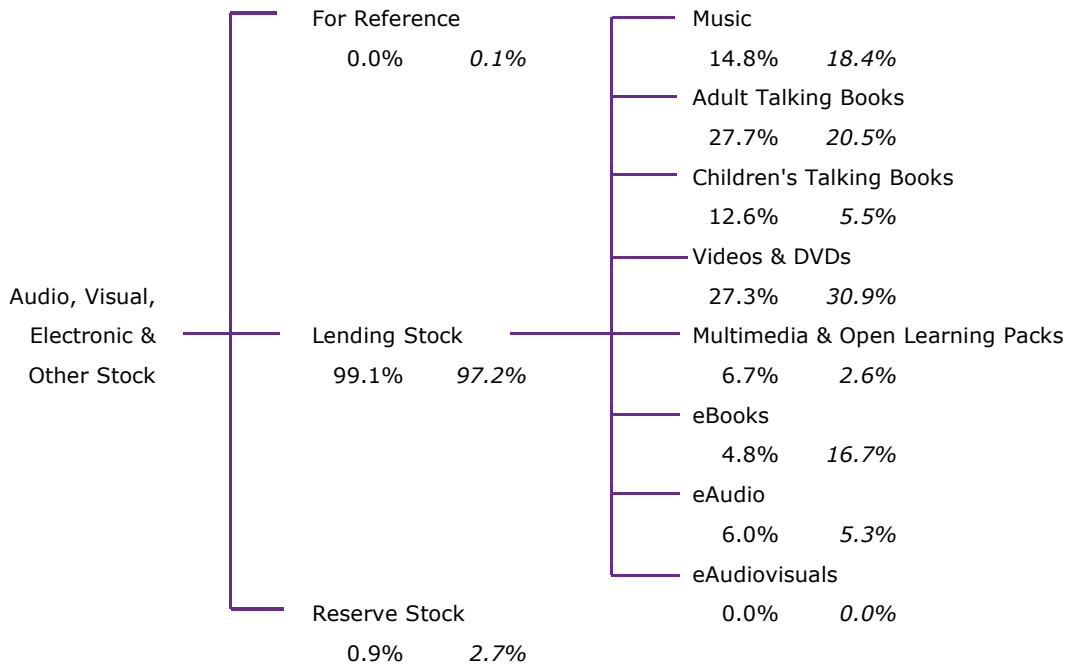 For Reference
0.0% 0.1%
Audio, Visual,
Electronic &
Other Stock
Lending Stock
99.1% 97.2%
Reserve Stock
0.9% 2.7%
Music
14.8% 18.4%
Adult Talking Books
27.7% 20.5%
Children's Talking Books
12.6% 5.5%
Videos & DVDs
27.3% 30.9%
Multimedia & Open Learning Packs
6.7% 2.6%
eBooks
4.8% 16.7%
eAudio
6.0% 5.3%
eAudiovisuals
0.0% 0.0%